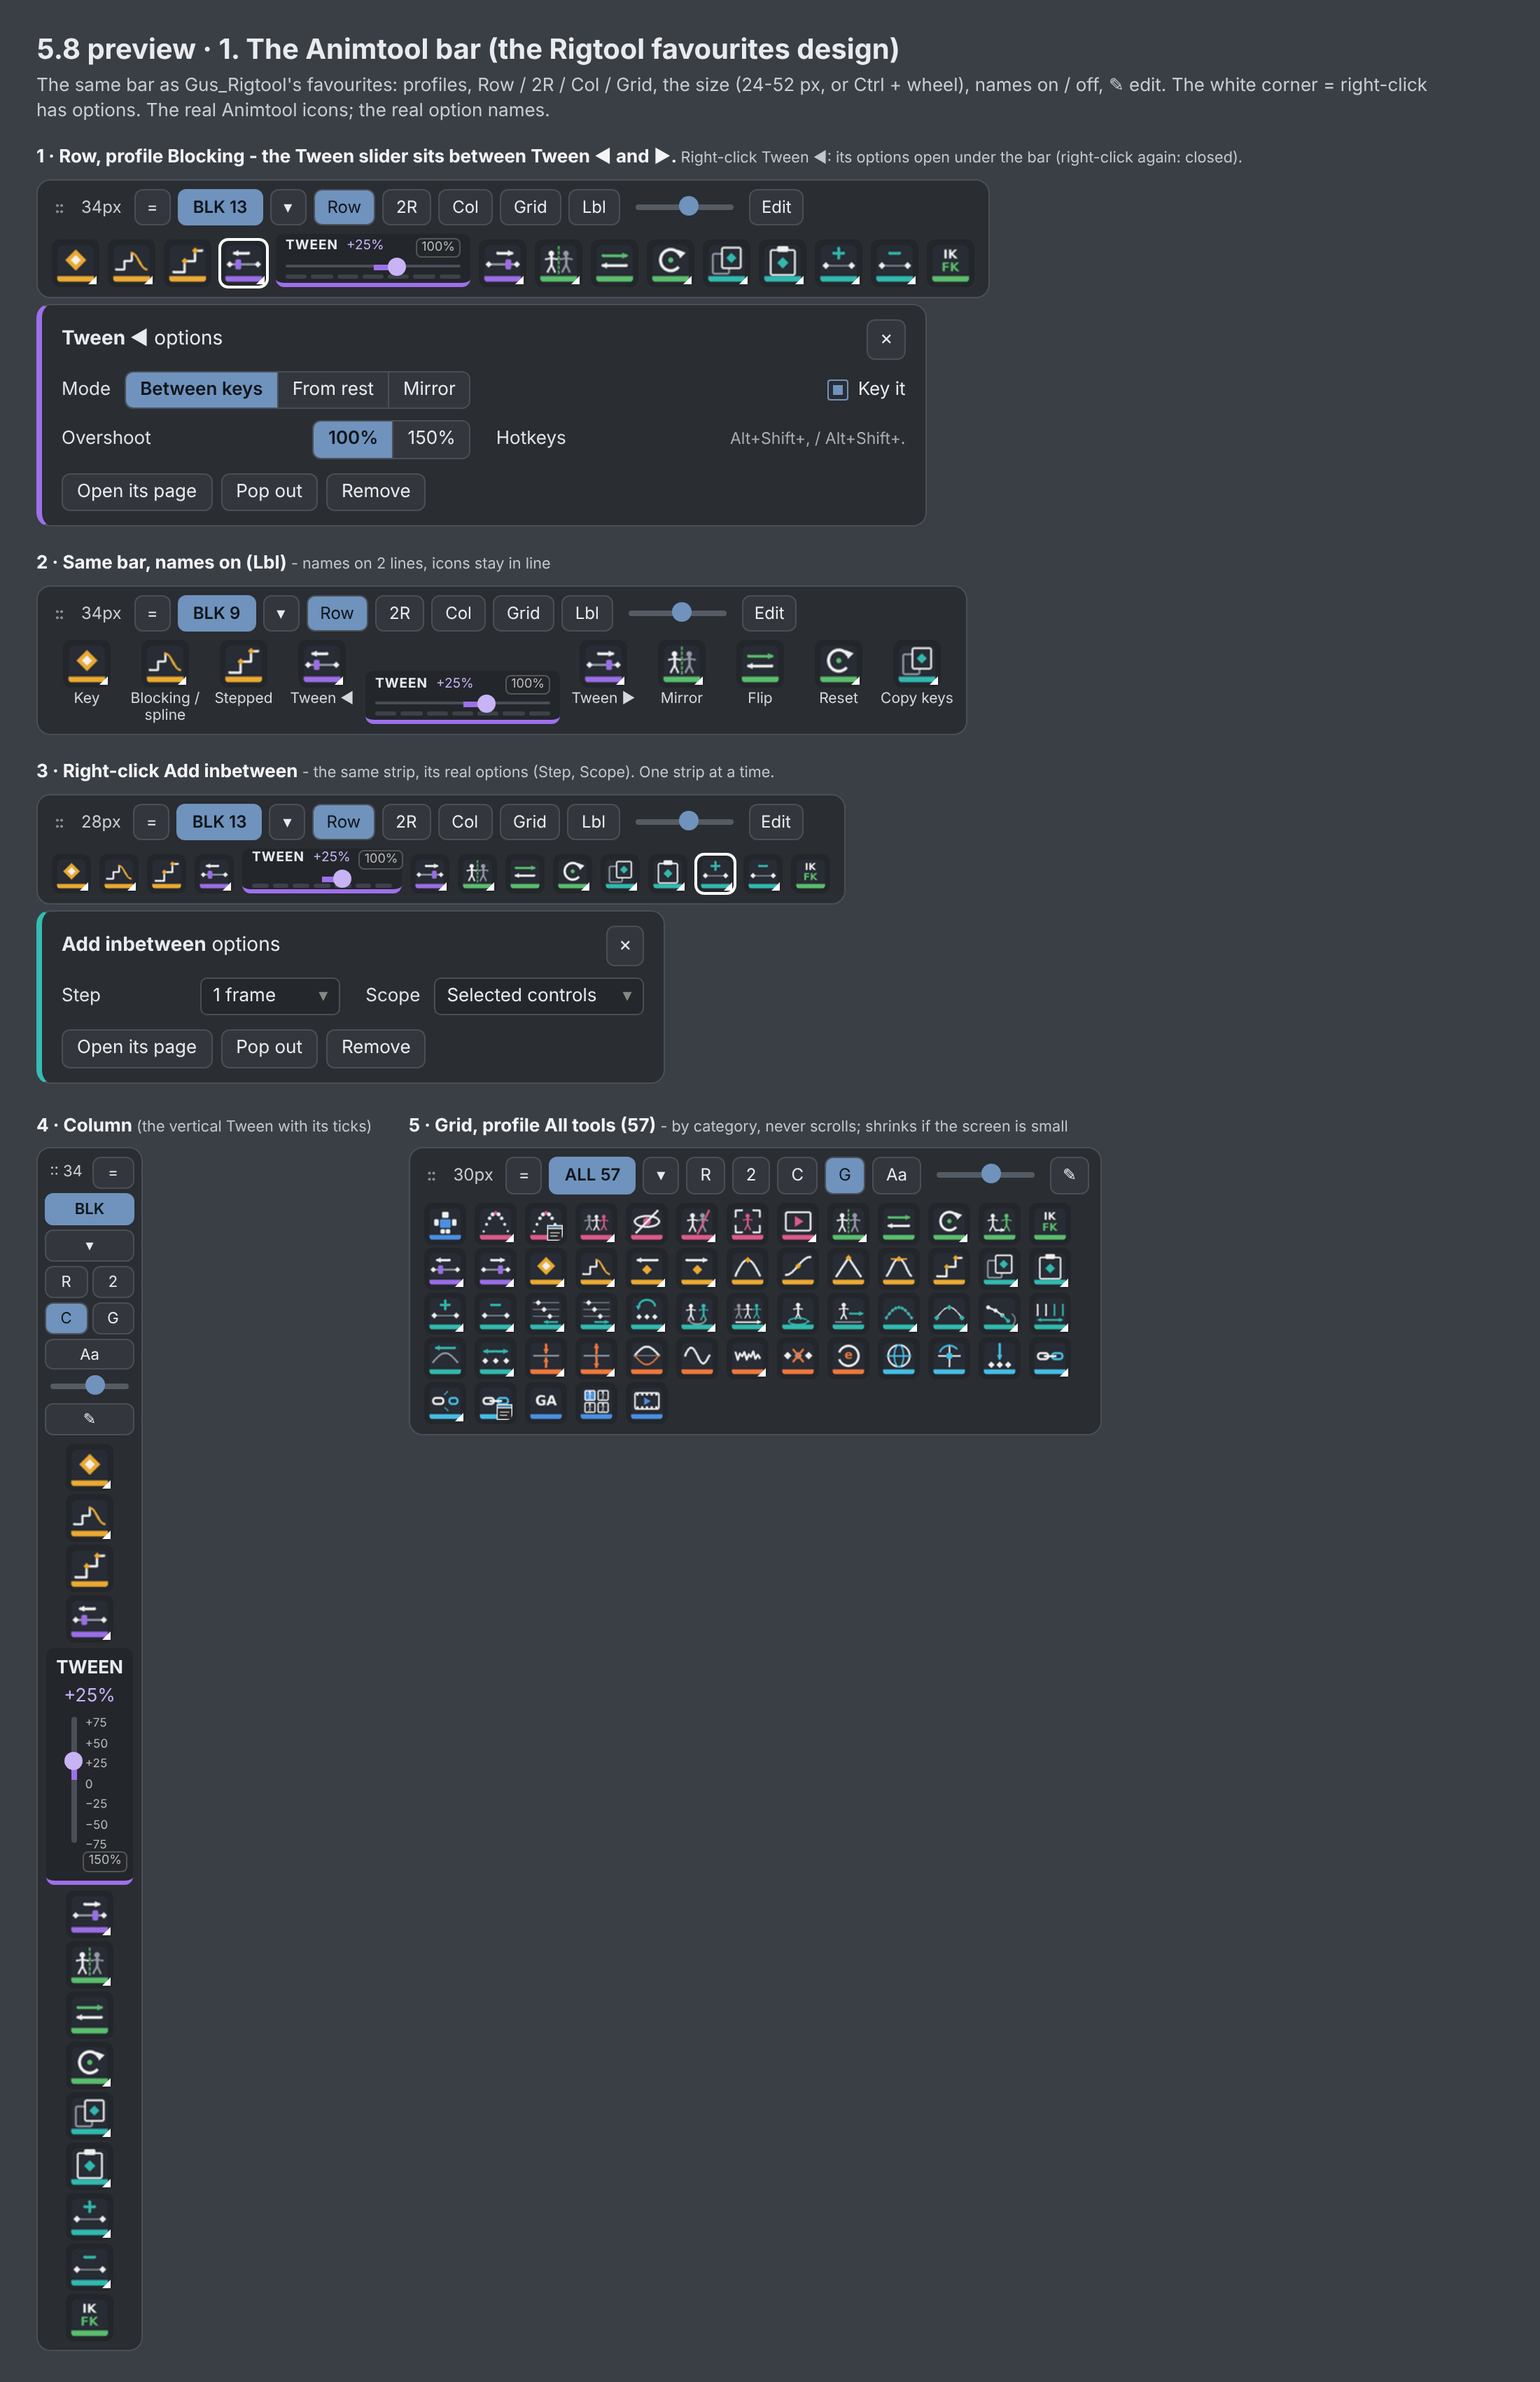 5.8 preview · 1. The Animtool bar (the Rigtool favourites design)
The same bar as Gus_Rigtool's favourites: profiles, Row / 2R / Col / Grid, the size (24-52 px, or Ctrl + wheel), names on / off, ✎ edit. The white corner = right-click
has options. The real Animtool icons; the real option names.
1 · Row, profile Blocking - the Tween slider sits between Tween ◀ and ▶. Right-click Tween ◀: its options open under the bar (right-click again: closed).
:: 34px = BLK 13 ▾ Row 2R Col Grid Lbl Edit
TWEEN +25% 100% IK
FK
Tween ◀ options ×
Mode Between keys From rest Mirror Key it
Overshoot 100% 150% Hotkeys Alt+Shift+, / Alt+Shift+.
Open its page Pop out Remove
2 · Same bar, names on (Lbl) - names on 2 lines, icons stay in line
:: 34px = BLK 9 ▾ Row 2R Col Grid Lbl Edit
TWEEN +25% 100%
Key Blocking / Stepped Tween ◀ Tween ▶ Mirror Flip Reset Copy keys
spline
3 · Right-click Add inbetween - the same strip, its real options (Step, Scope). One strip at a time.
:: 28px = BLK 13 ▾ Row 2R Col Grid Lbl Edit
TWEEN +25% 100% IK
FK
Add inbetween options ×
Step 1 frame ▾ Scope Selected controls ▾
Open its page Pop out Remove
4 · Column (the vertical Tween with its ticks)
:: 34 =
BLK
▾
R 2
C G
Aa
✎
TWEEN
+25%
+75
+50
+25
0
−25
−50
−75
150%
IK
FK
5 · Grid, profile All tools (57) - by category, never scrolls; shrinks if the screen is small
:: 30px = ALL 57 ▾ R 2 C G Aa ✎
IK
FK
e
GA